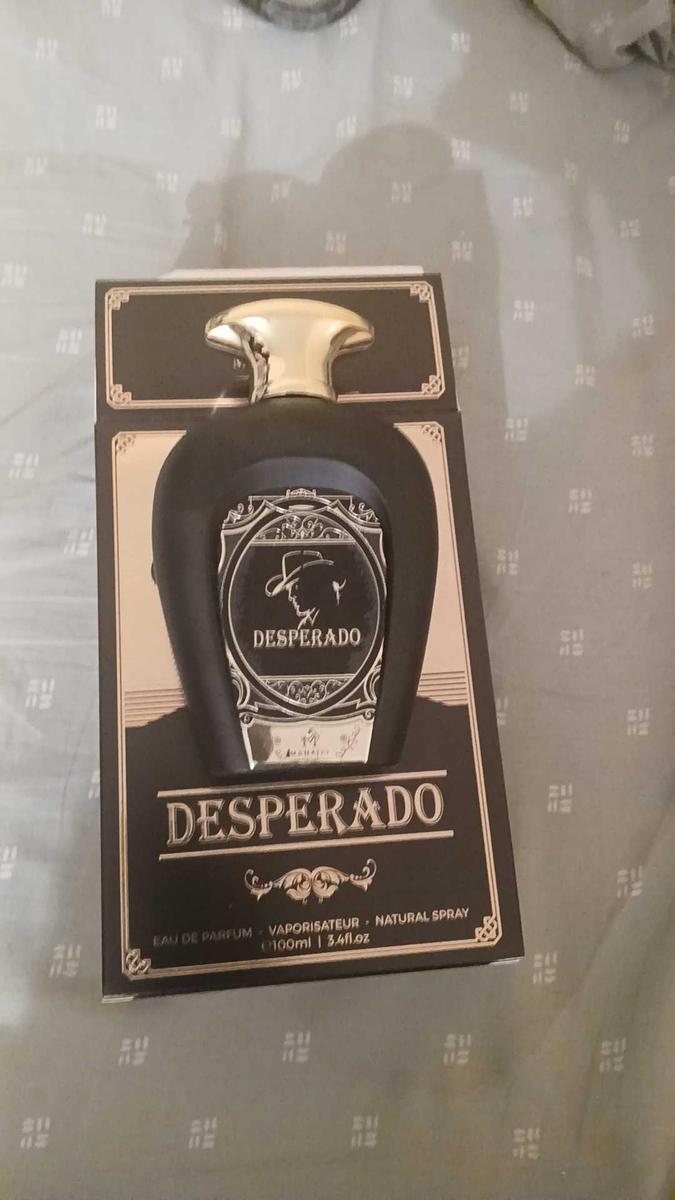 DESPERADO
DESPERADO
EAU DE PARFUM - VAPORISATEUR - NATURAL SPRAY
℮100ml | 3.4fl.oz